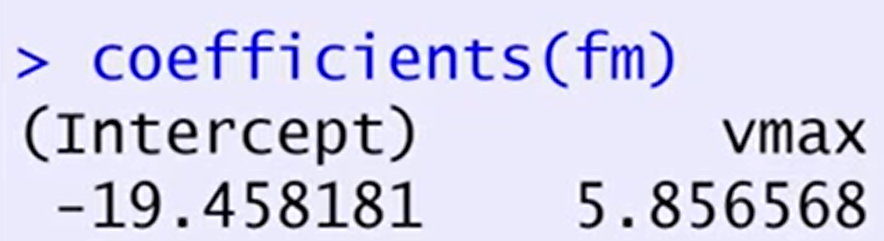 > coefficients(fm)
(Intercept) vmax
-19.458181 5.856568